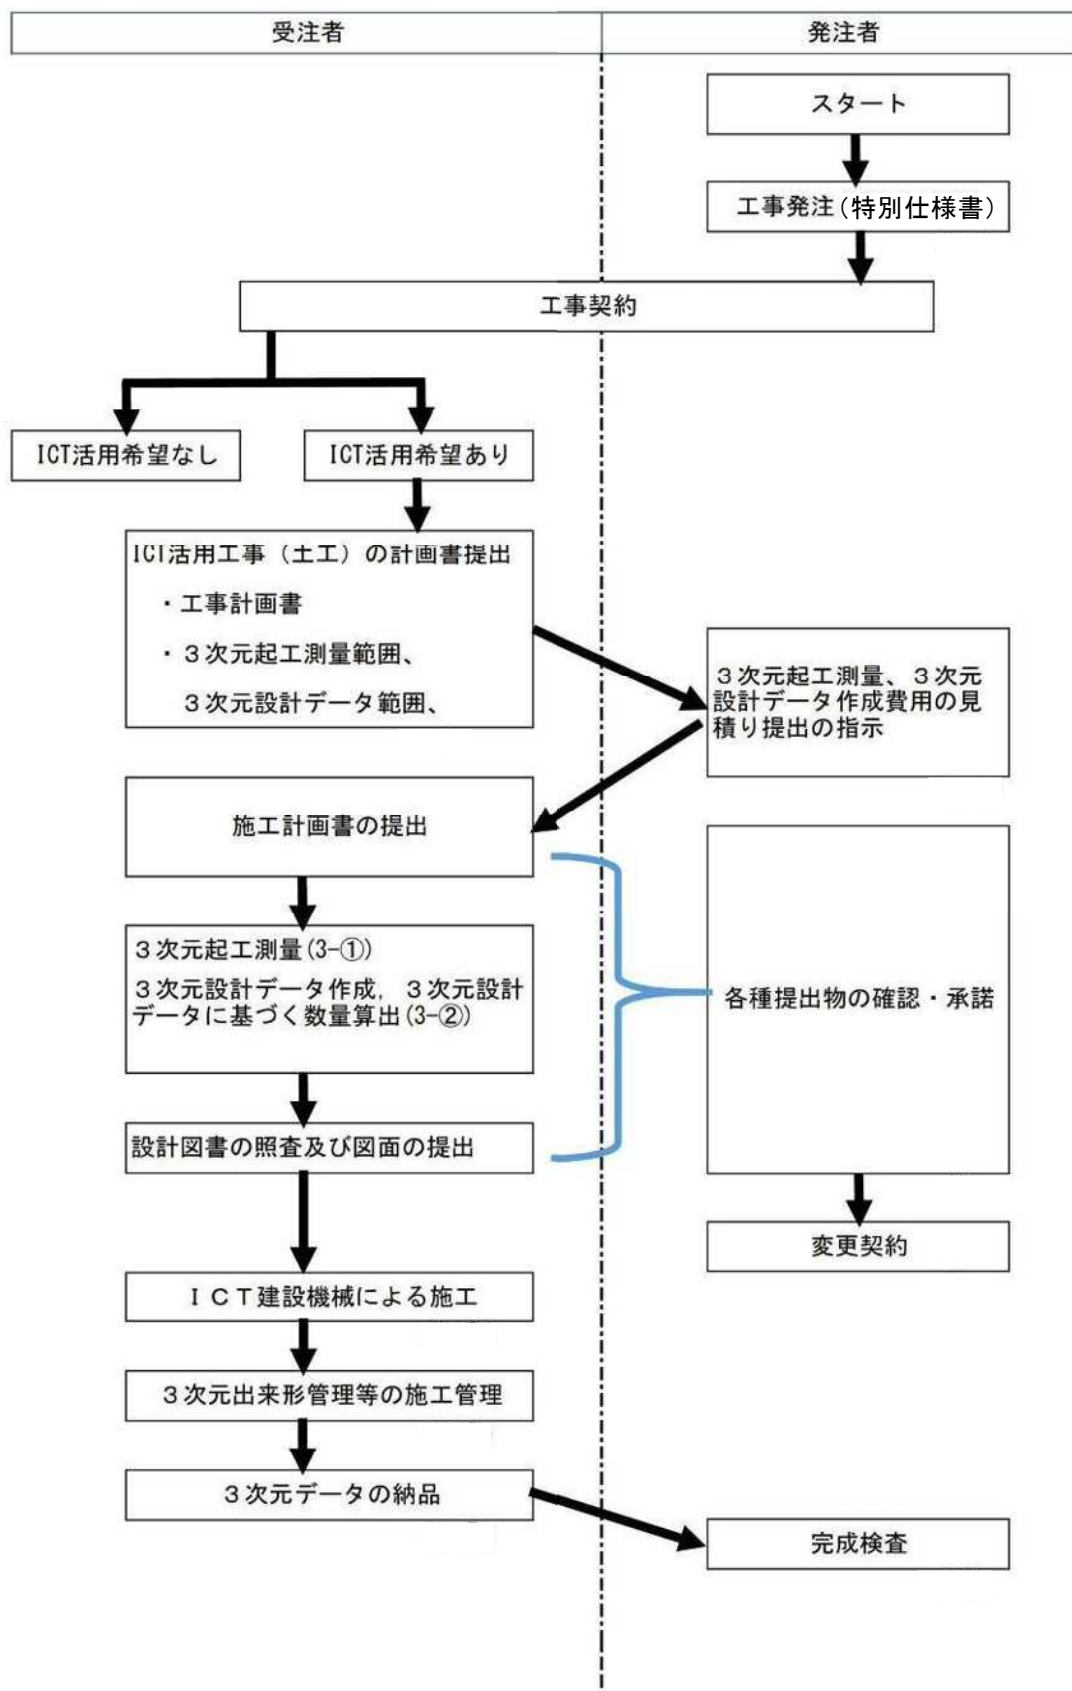 受注者
発注者
スタート
工事発注(特別仕様書)
工事契約
ICT活用希望なし
ICT活用希望あり
ICT活用工事（土工）の計画書提出
・工事計画書
・３次元起工測量範囲、
３次元設計データ範囲、
３次元起工測量、３次元
設計データ作成費用の見
積り提出の指示
施工計画書の提出
３次元起工測量(3-①)
３次元設計データ作成，３次元設計
データに基づく数量算出(3-②)
各種提出物の確認・承諾
設計図書の照査及び図面の提出
変更契約
ＩＣＴ建設機械による施工
３次元出来形管理等の施工管理
３次元データの納品
完成検査